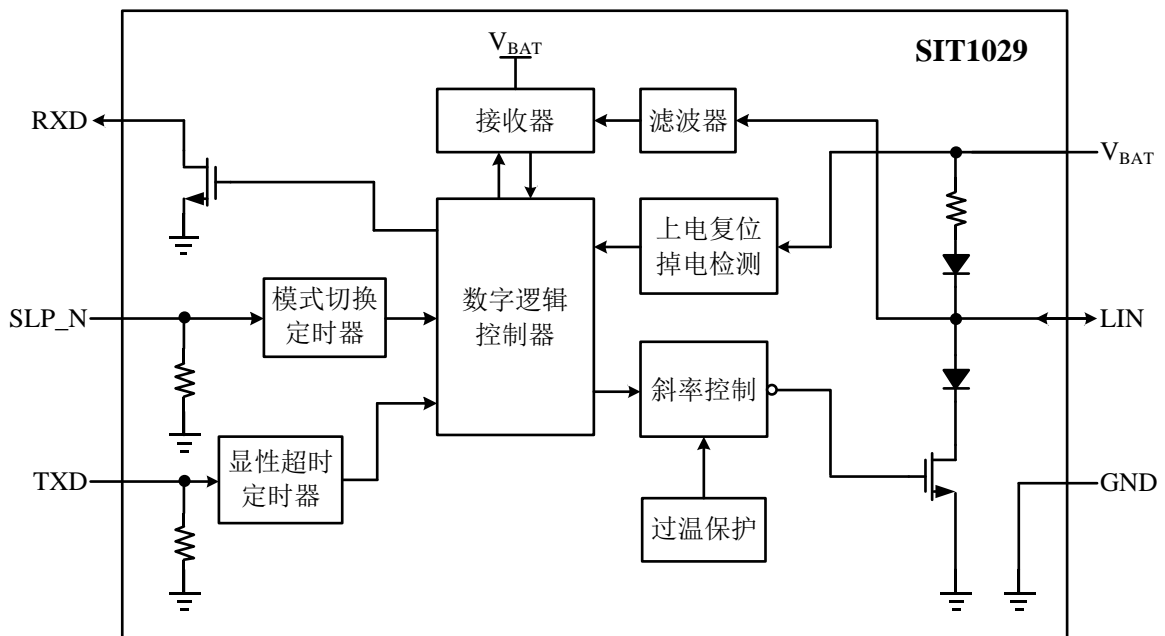 V_BAT
SIT1029
RXD
接收器
滤波器
V_BAT
上电复位
掉电检测
模式切换
定时器
数字逻辑
控制器
SLP_N
LIN
斜率控制
显性超时
定时器
TXD
GND
过温保护